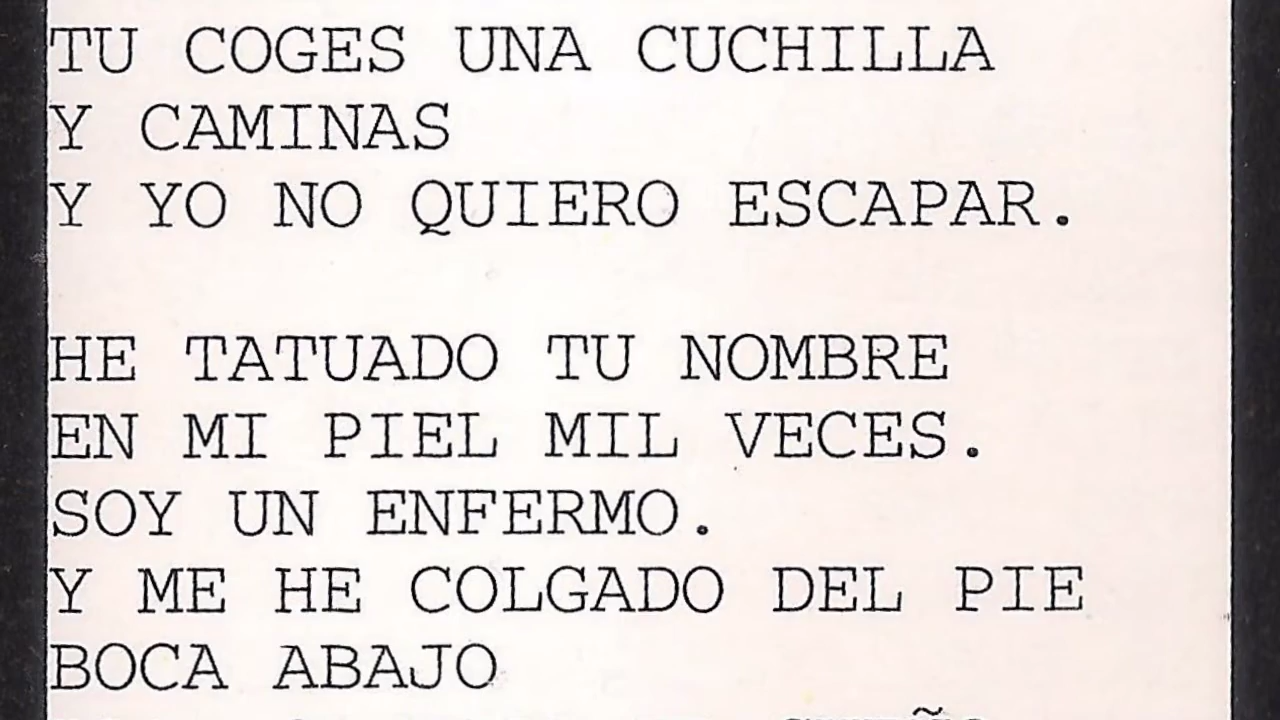 TU COGES UNA CUCHILLA
Y CAMINAS
Y YO NO QUIERO ESCAPAR.
HE TATUADO TU NOMBRE
EN MI PIEL MIL VECES.
SOY UN ENFERMO.
Y ME HE COLGADO DEL PIE
BOCA ABAJO